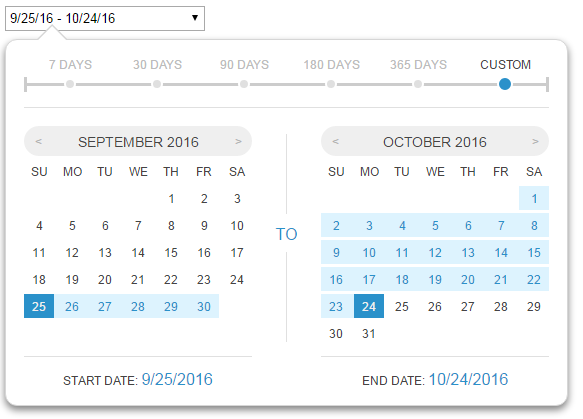 9/25/16 - 10/24/16
7 DAYS 30 DAYS 90 DAYS 180 DAYS 365 DAYS CUSTOM
< SEPTEMBER 2016 >
SU MO TU WE TH FR SA
1 2 3
4 5 6 7 8 9 10
11 12 13 14 15 16 17
18 19 20 21 22 23 24
25 26 27 28 29 30
TO
< OCTOBER 2016 >
SU MO TU WE TH FR SA
1
2 3 4 5 6 7 8
9 10 11 12 13 14 15
16 17 18 19 20 21 22
23 24 25 26 27 28 29
30 31
START DATE: 9/25/2016
END DATE: 10/24/2016